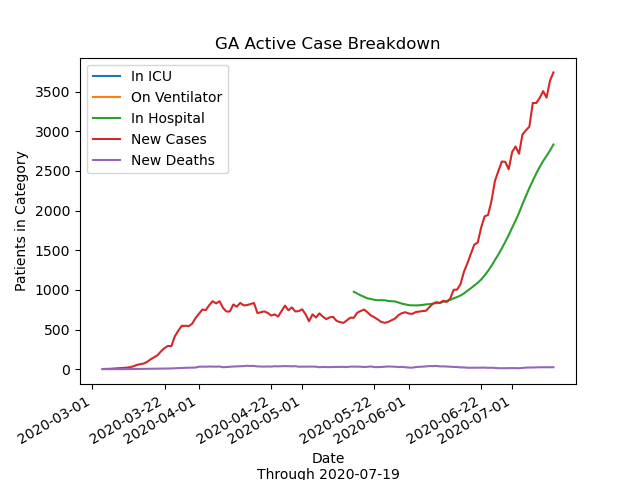 GA Active Case Breakdown
In ICU
On Ventilator
In Hospital
New Cases
New Deaths
Patients in Category
3500
3000
2500
2000
1500
1000
500
0
2020-03-01
2020-03-22
2020-04-01
2020-04-22
2020-05-01
2020-05-22
2020-06-01
2020-06-22
2020-07-01
Date
Through 2020-07-19